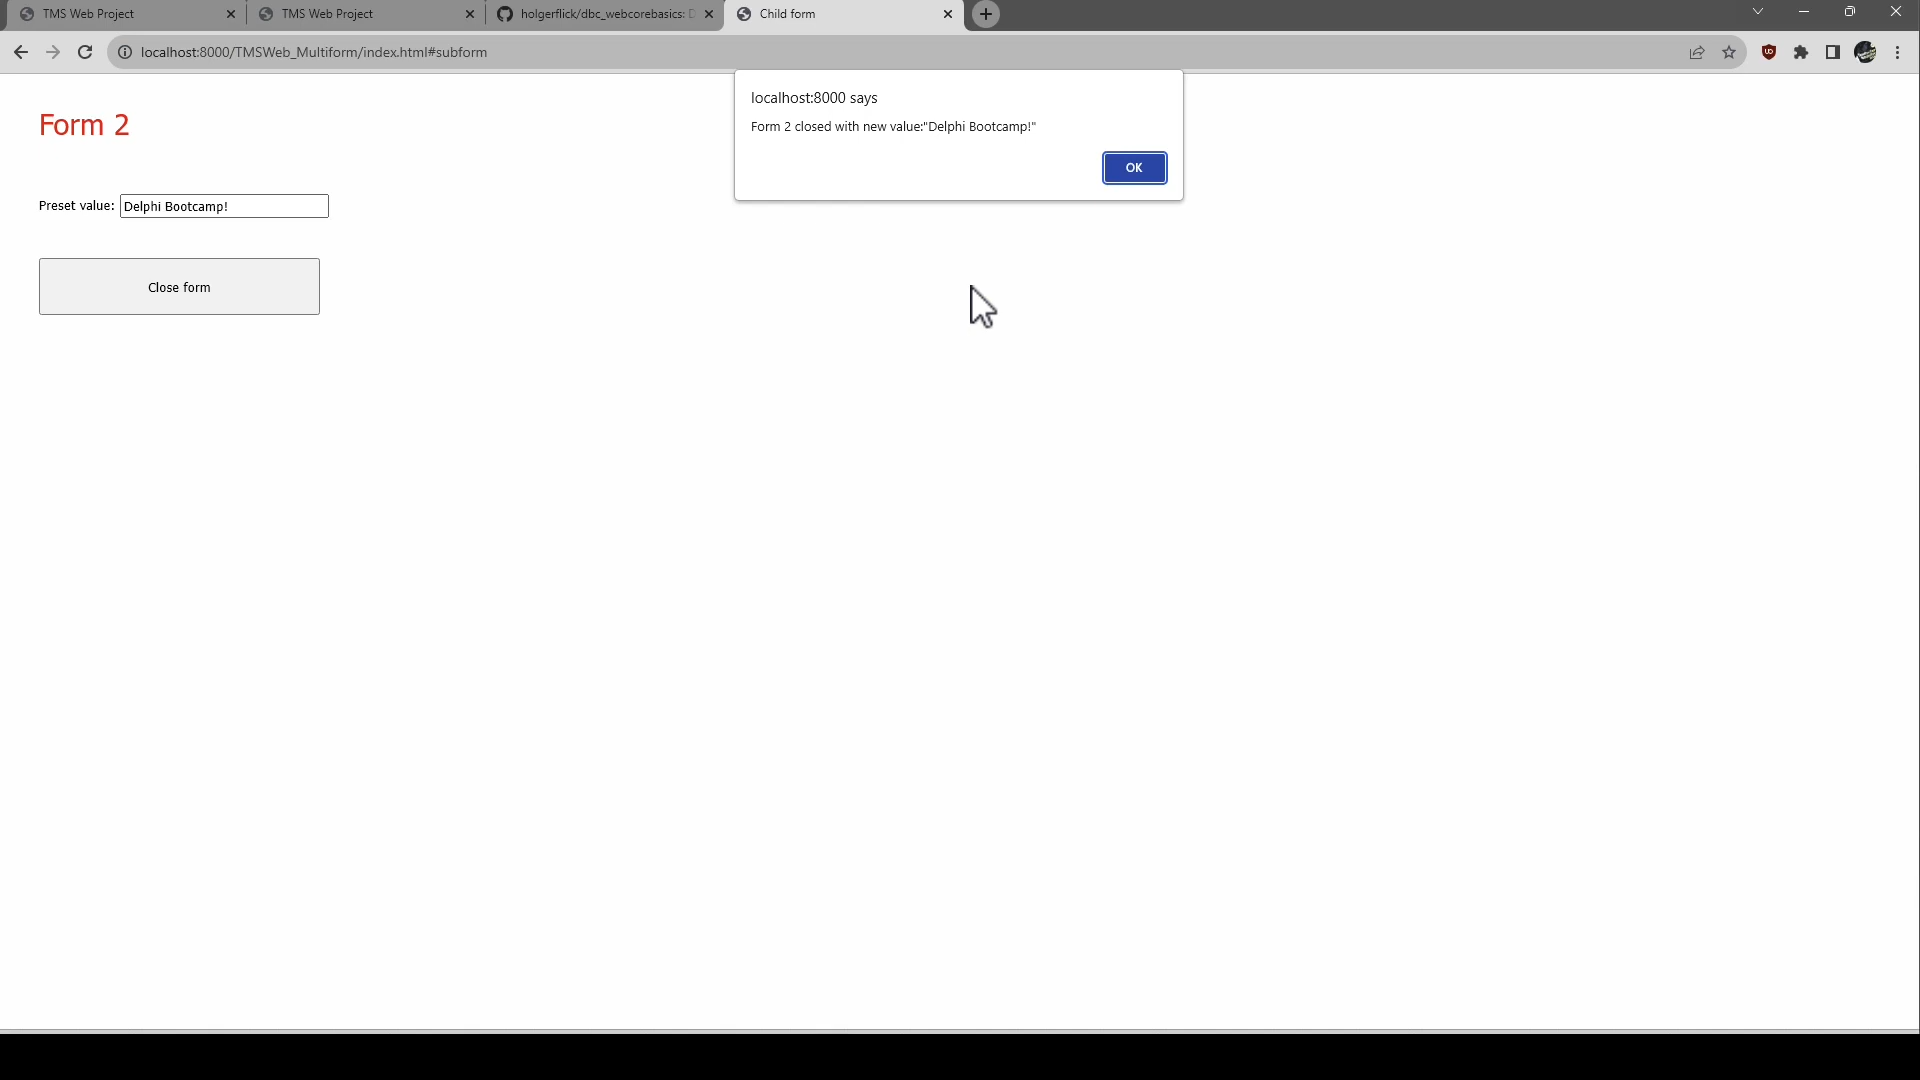 TMS Web Project
TMS Web Project
holgerflick/dbc_webcorebasics: D
Child form
localhost:8000/TMSWeb_Multiform/index.html#subform
localhost:8000 says
Form 2 closed with new value:"Delphi Bootcamp!"
OK
Form 2
Preset value: Delphi Bootcamp!
Close form